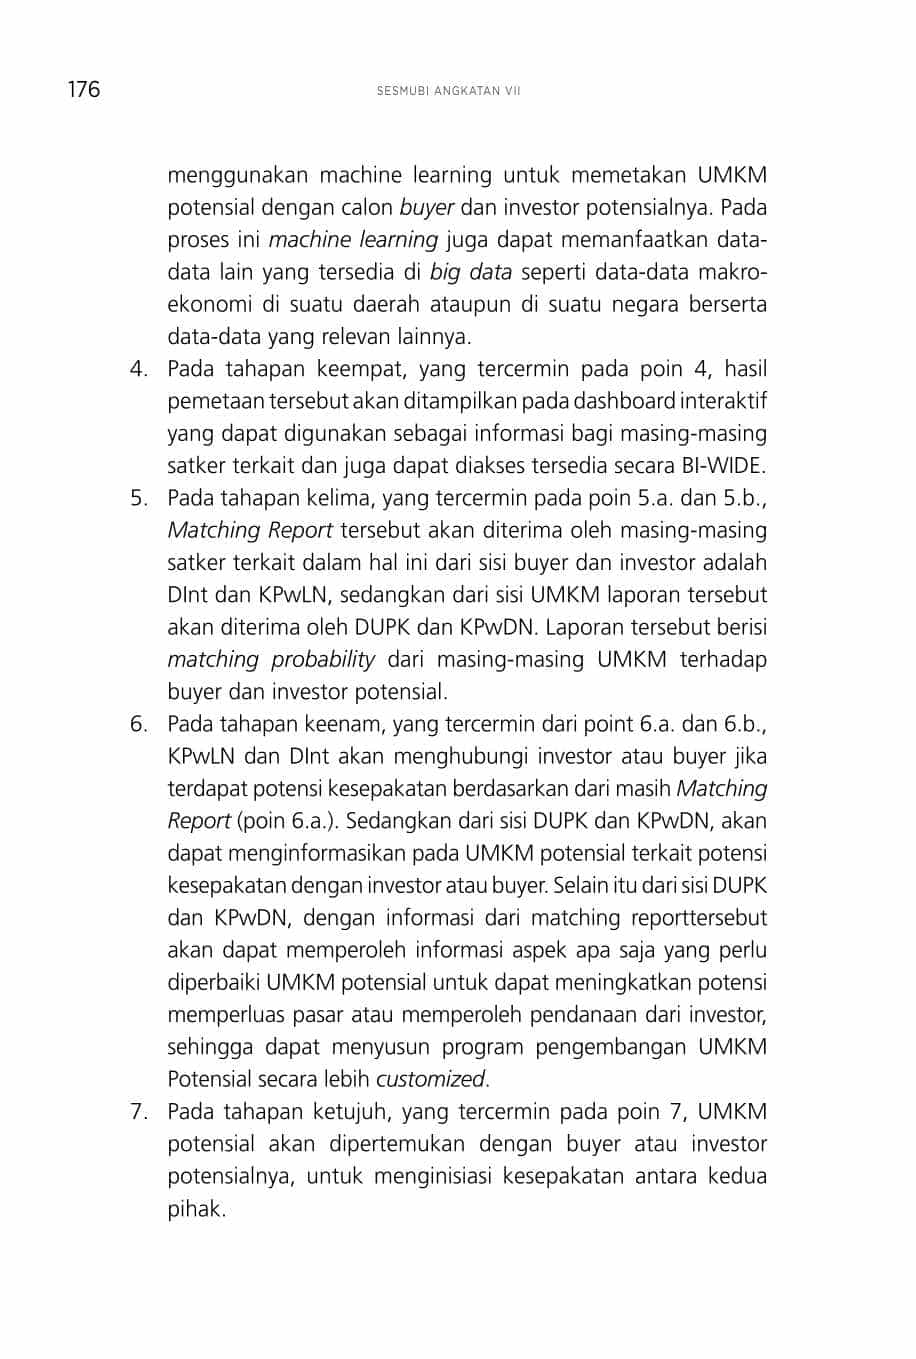 176
SESMUBI ANGKATAN VII
menggunakan machine learning untuk memetakan UMKM
potensial dengan calon buyer dan investor potensialnya. Pada
proses ini machine learning juga dapat memanfaatkan data-
data lain yang tersedia di big data seperti data-data makro-
ekonomi di suatu daerah ataupun di suatu negara berserta
data-data yang relevan lainnya.
4. Pada tahapan keempat, yang tercermin pada poin 4, hasil
pemetaan tersebut akan ditampilkan pada dashboard interaktif
yang dapat digunakan sebagai informasi bagi masing-masing
satker terkait dan juga dapat diakses tersedia secara BI-WIDE.
5. Pada tahapan kelima, yang tercermin pada poin 5.a. dan 5.b.,
Matching Report tersebut akan diterima oleh masing-masing
satker terkait dalam hal ini dari sisi buyer dan investor adalah
DInt dan KPwLN, sedangkan dari sisi UMKM laporan tersebut
akan diterima oleh DUPK dan KPwDN. Laporan tersebut berisi
matching probability dari masing-masing UMKM terhadap
buyer dan investor potensial.
6. Pada tahapan keenam, yang tercermin dari point 6.a. dan 6.b.,
KPwLN dan DInt akan menghubungi investor atau buyer jika
terdapat potensi kesepakatan berdasarkan dari masih Matching
Report (poin 6.a.). Sedangkan dari sisi DUPK dan KPwDN, akan
dapat menginformasikan pada UMKM potensial terkait potensi
kesepakatan dengan investor atau buyer. Selain itu dari sisi DUPK
dan KPwDN, dengan informasi dari matching reporttersebut
akan dapat memperoleh informasi aspek apa saja yang perlu
diperbaiki UMKM potensial untuk dapat meningkatkan potensi
memperluas pasar atau memperoleh pendanaan dari investor,
sehingga dapat menyusun program pengembangan UMKM
Potensial secara lebih customized.
7. Pada tahapan ketujuh, yang tercermin pada poin 7, UMKM
potensial akan dipertemukan dengan buyer atau investor
potensialnya, untuk menginisiasi kesepakatan antara kedua
pihak.